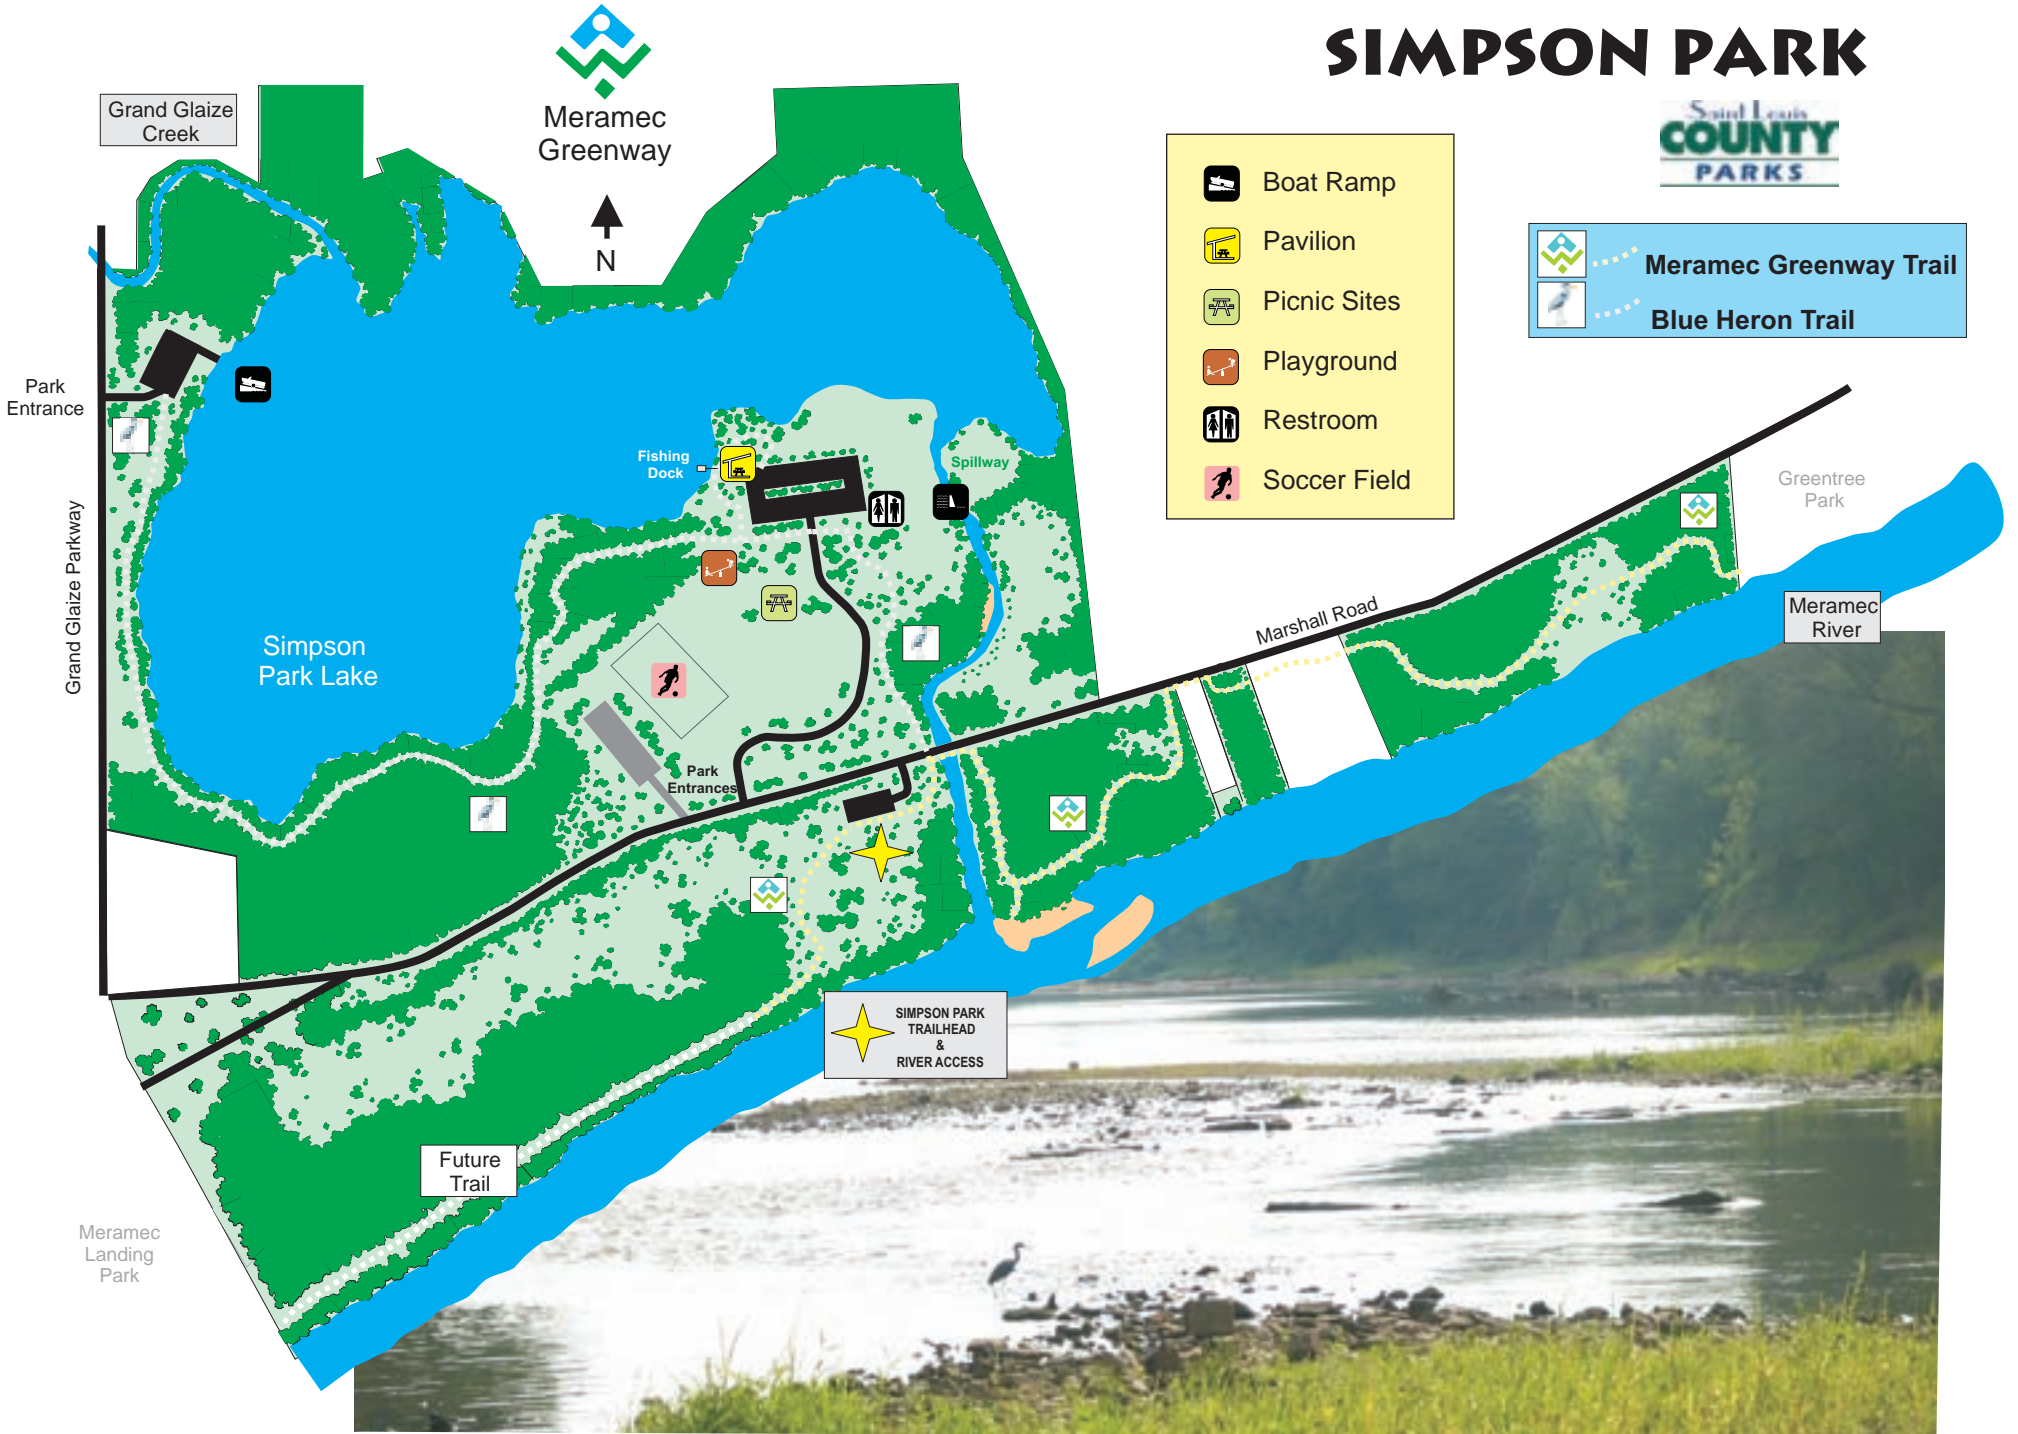 SIMPSON PARK
Saint Louis
COUNTY
PARKS
Grand Glaize
Creek
Meramec
Greenway
N
Boat Ramp
Pavilion
Picnic Sites
Playground
Restroom
Soccer Field
Meramec Greenway Trail
Blue Heron Trail
Park
Entrance
Grand Glaize Parkway
Fishing
Dock
Spillway
Simpson
Park Lake
Greentree
Park
Marshall Road
Meramec
River
Park
Entrances
SIMPSON PARK
TRAILHEAD
&
RIVER ACCESS
Future
Trail
Meramec
Landing
Park